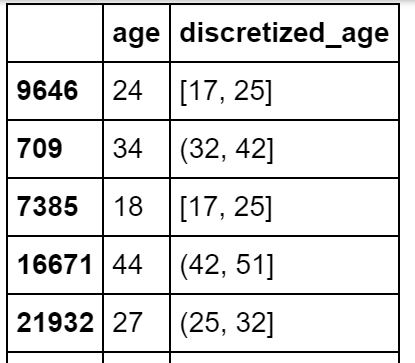 age discretized_age
9646 24 [17, 25]
709 34 (32, 42]
7385 18 [17, 25]
16671 44 (42, 51]
21932 27 (25, 32]